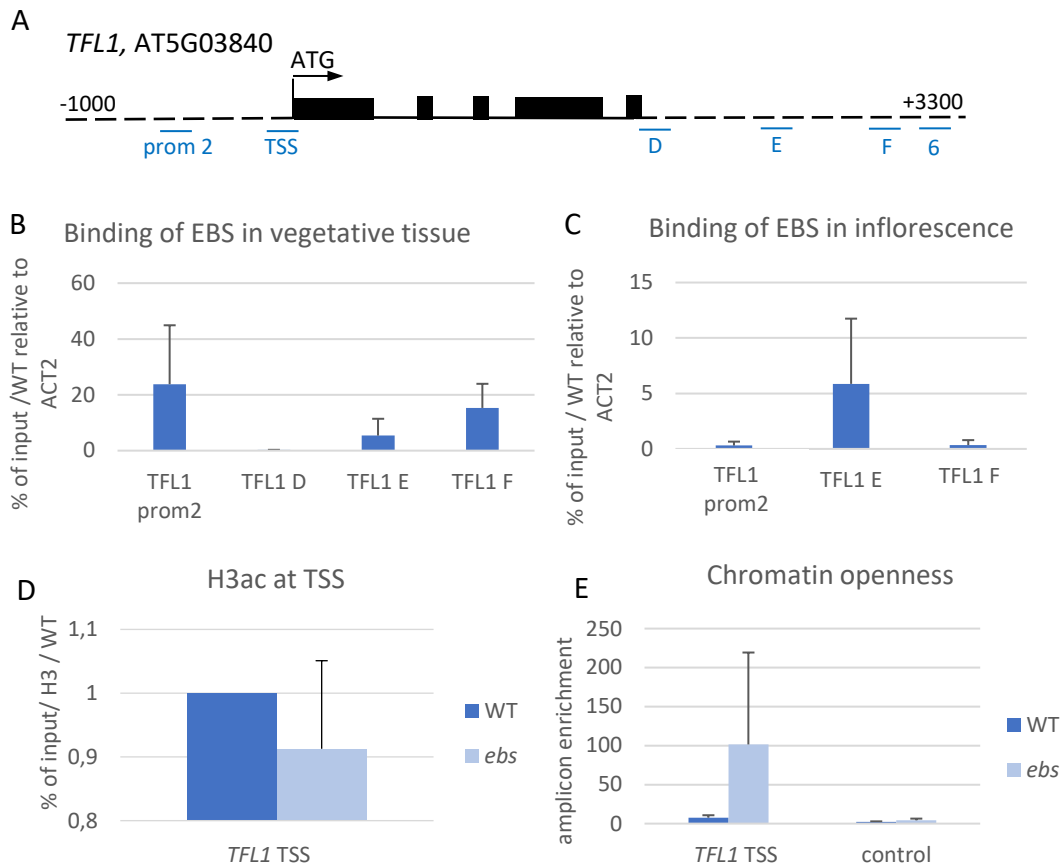 A
TFL1, AT5G03840
ATG
-1000
+3300
prom 2
TSS
D
E
F
6
B
Binding of EBS in vegetative tissue
% of input /WT relative to
ACT2
60
40
20
0
TFL1
prom2
TFL1 D
TFL1 E
TFL1 F
C
Binding of EBS in inflorescence
% of input / WT relative to
ACT2
15
10
5
0
TFL1
prom2
TFL1 E
TFL1 F
D
H3ac at TSS
% of input/ H3 / WT
1,1
1
0,9
0,8
TFL1 TSS
WT
ebs
E
Chromatin openness
amplicon enrichment
250
200
150
100
50
0
TFL1 TSS
control
WT
ebs